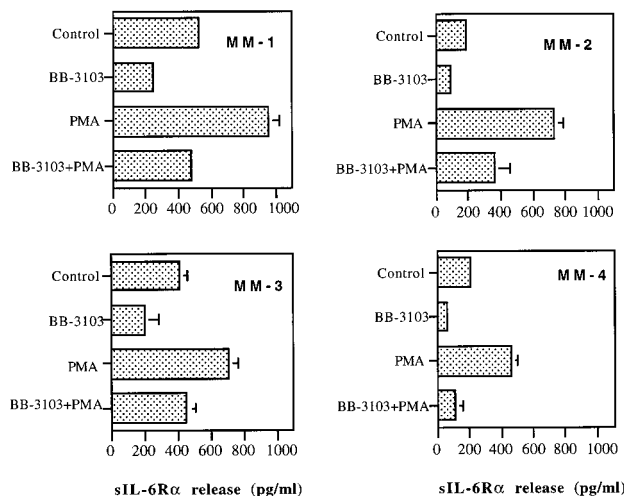 Control
BB-3103
PMA
BB-3103+PMA
MM-1
0 200 400 600 800 1000
Control
BB-3103
PMA
BB-3103+PMA
MM-2
0 200 400 600 800 1000
Control
BB-3103
PMA
BB-3103+PMA
MM-3
0 200 400 600 800 1000
sIL-6Rα release (pg/ml)
Control
BB-3103
PMA
BB-3103+PMA
MM-4
0 200 400 600 800 1000
sIL-6Rα release (pg/ml)